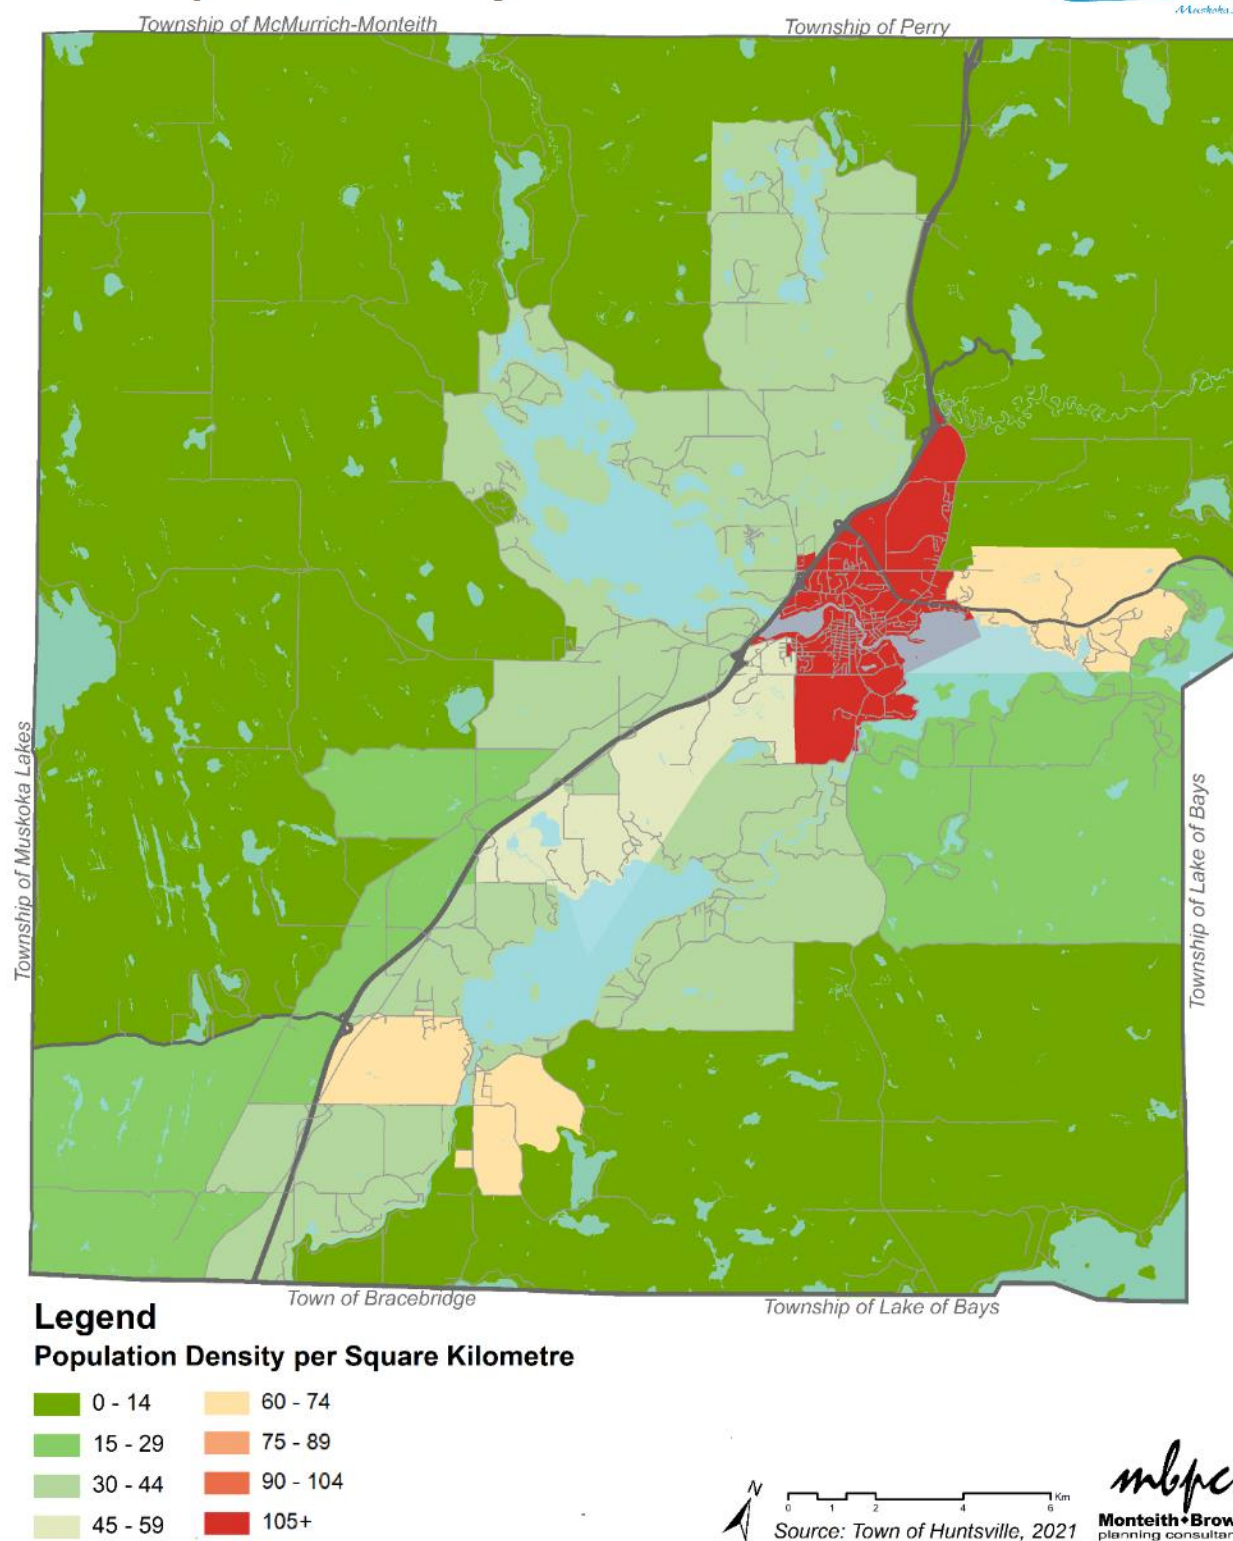 Muskoka
Township of McMurrich-Monteith
Township of Perry
Township of Muskoka Lakes
Township of Lake of Bays
Town of Bracebridge
Township of Lake of Bays
Legend
Population Density per Square Kilometre
0 - 14
60 - 74
15 - 29
75 - 89
30 - 44
90 - 104
45 - 59
105+
N
0 1 2 4 6 Km
Source: Town of Huntsville, 2021
mbpc
Monteith Brow
planning consultan